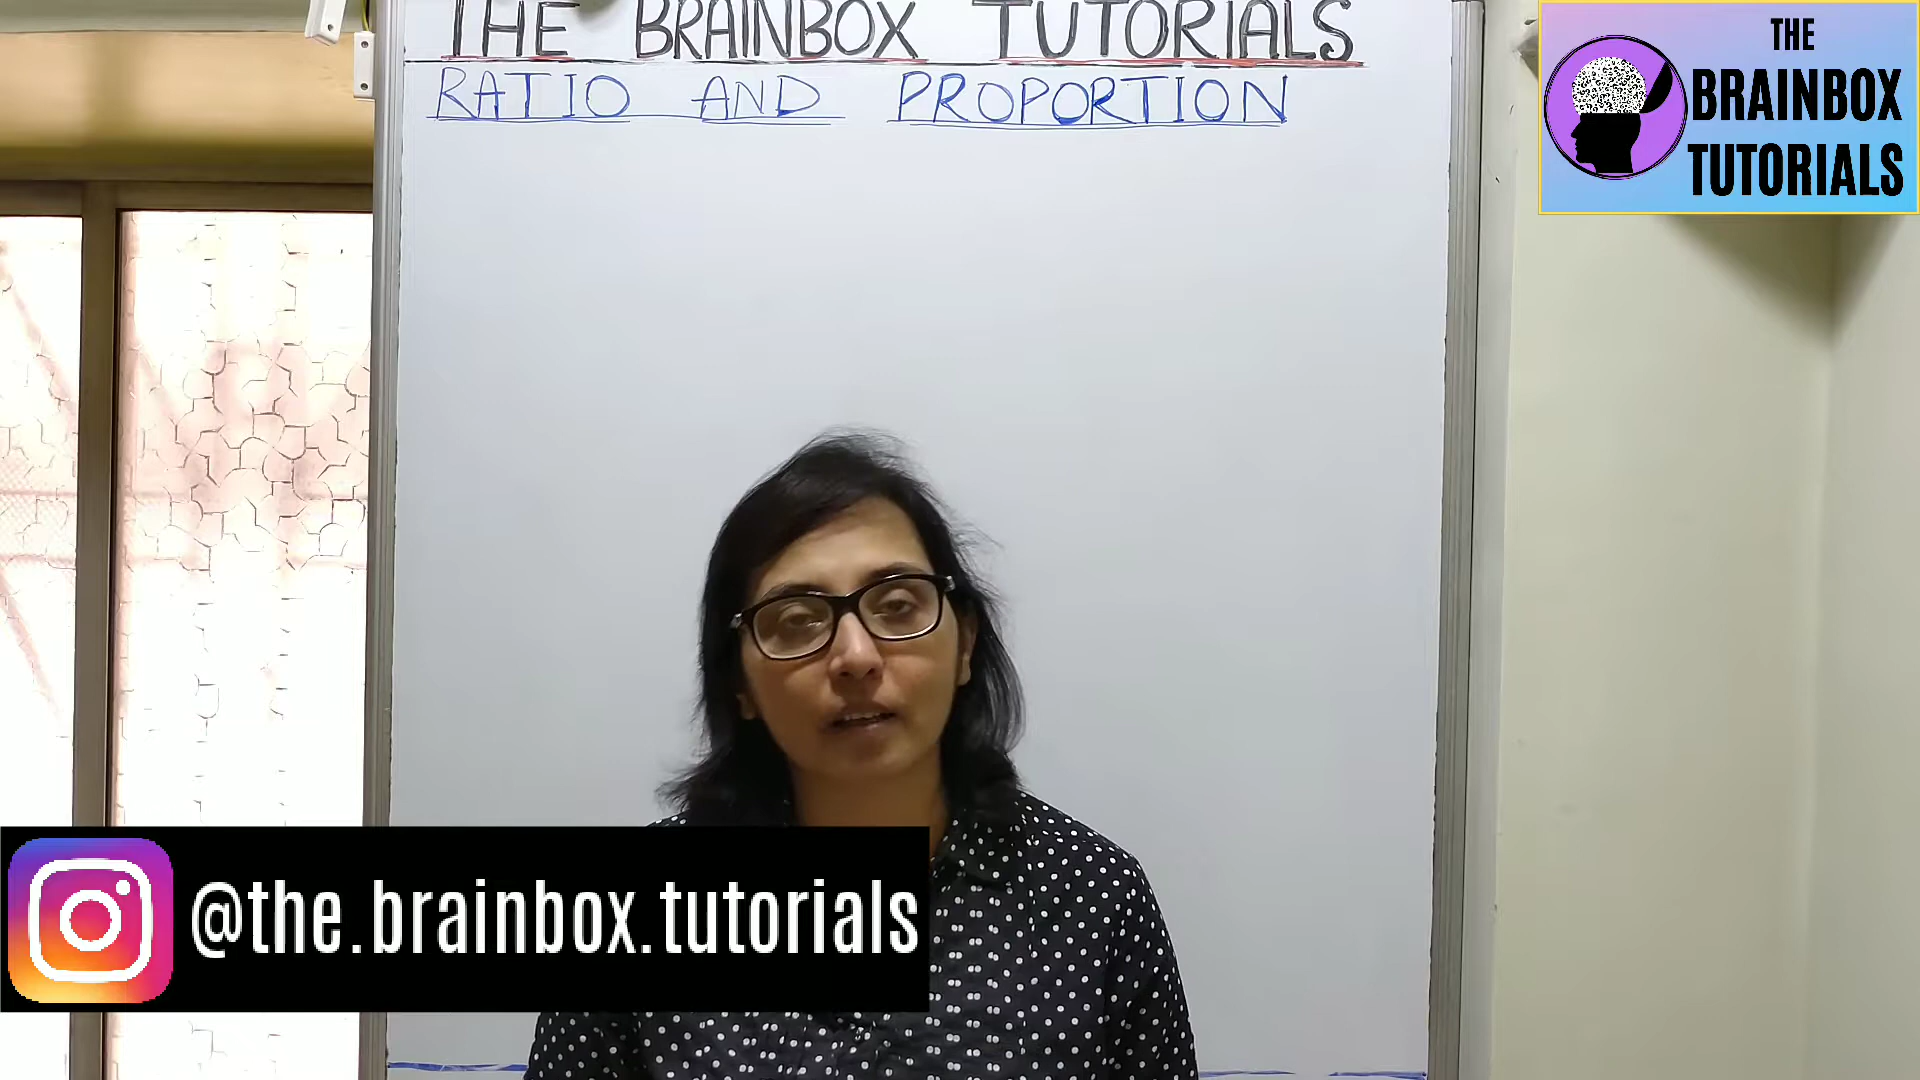 THE BRAINBOX TUTORIALS
RATIO AND PROPORTION
THE
BRAINBOX
TUTORIALS
@the.brainbox.tutorials